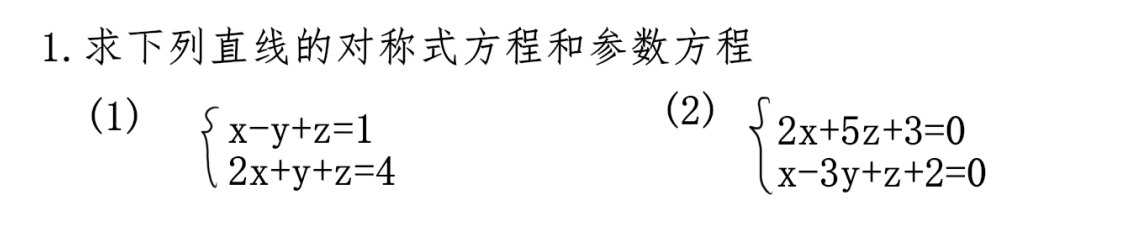 1.求下列直线的对称式方程和参数方程
(1) { x-y+z=1
2x+y+z=4
(2) { 2x+5z+3=0
x-3y+z+2=0